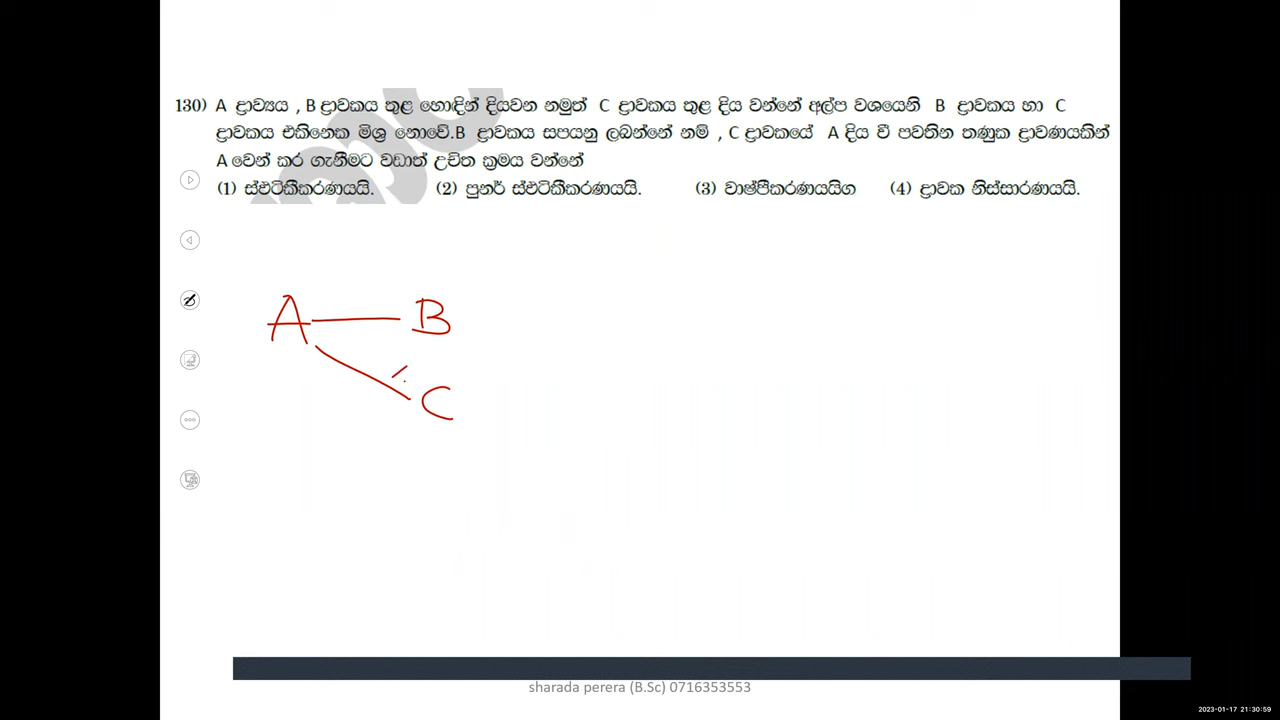 130) A ද්‍රාව්‍යය , B ද්‍රාවකය තුළ හොඳින් දියවන නමුත් C ද්‍රාවකය තුළ දිය වන්නේ අල්ප වශයෙනි B ද්‍රාවකය හා C
ද්‍රාවකය එකිනෙක මිශ්‍ර නොවේ.B ද්‍රාවකය සපයනු ලබන්නේ නම් , C ද්‍රාවකයේ A දිය වී පවතින තණුක ද්‍රාවණයකින්
A වෙන් කර ගැනීමට වඩාත් උචිත ක්‍රමය වන්නේ
(1) ස්ඵටිකීකරණයයි. (2) පුනර් ස්ඵටිකීකරණයයි. (3) වාෂ්පීකරණයයිග (4) ද්‍රාවක නිස්සාරණයයි.
A B
C
sharada perera (B.Sc) 0716353553
2023-01-17 21:30:59